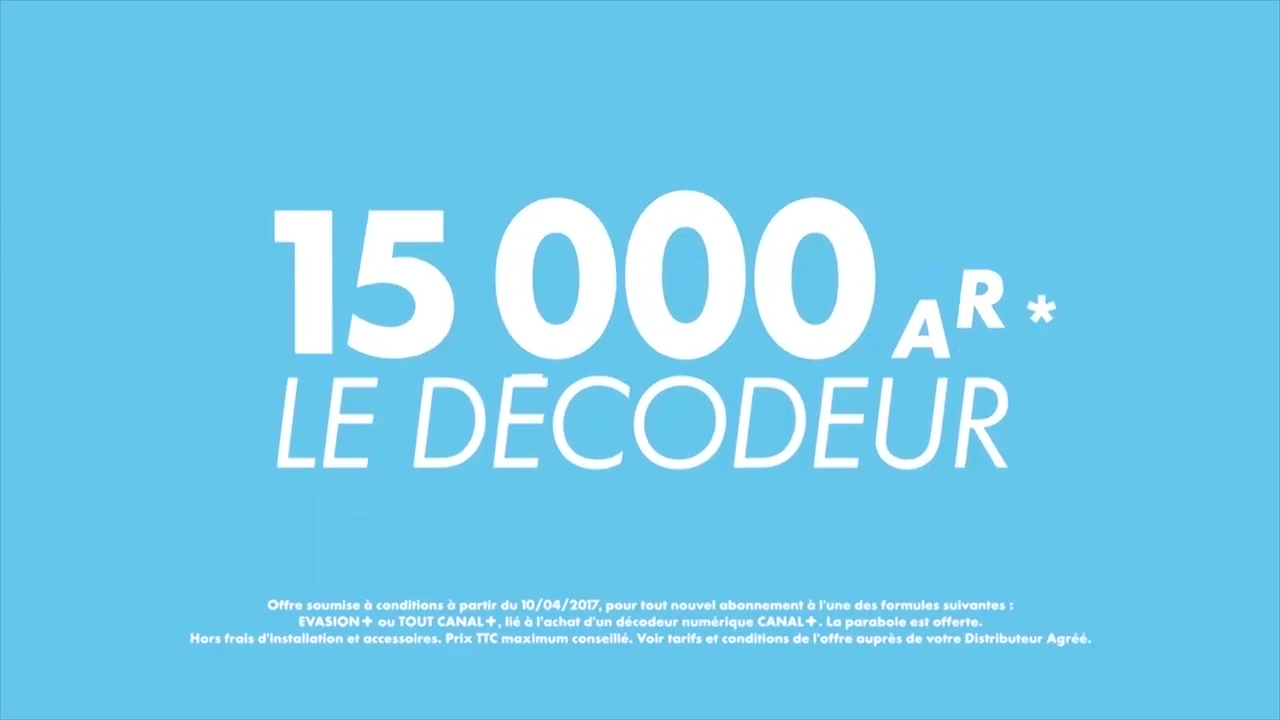 15 000 AR *
LE DÉCODEUR
Offre soumise à conditions à partir du 10/04/2017, pour tout nouvel abonnement à l'une des formules suivantes :
EVASION+ ou TOUT CANAL+, lié à l'achat d'un décodeur numérique CANAL+. La parabole est offerte.
Hors frais d'installation et accessoires. Prix TTC maximum conseillé. Voir tarifs et conditions de l'offre auprès de votre Distributeur Agréé.